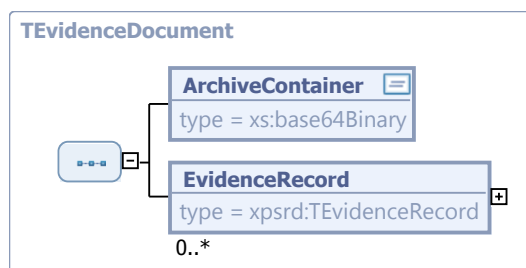 TEvidenceDocument
ArchiveContainer
type = xs:base64Binary
EvidenceRecord
type = xpsrd:TEvidenceRecord
0..*